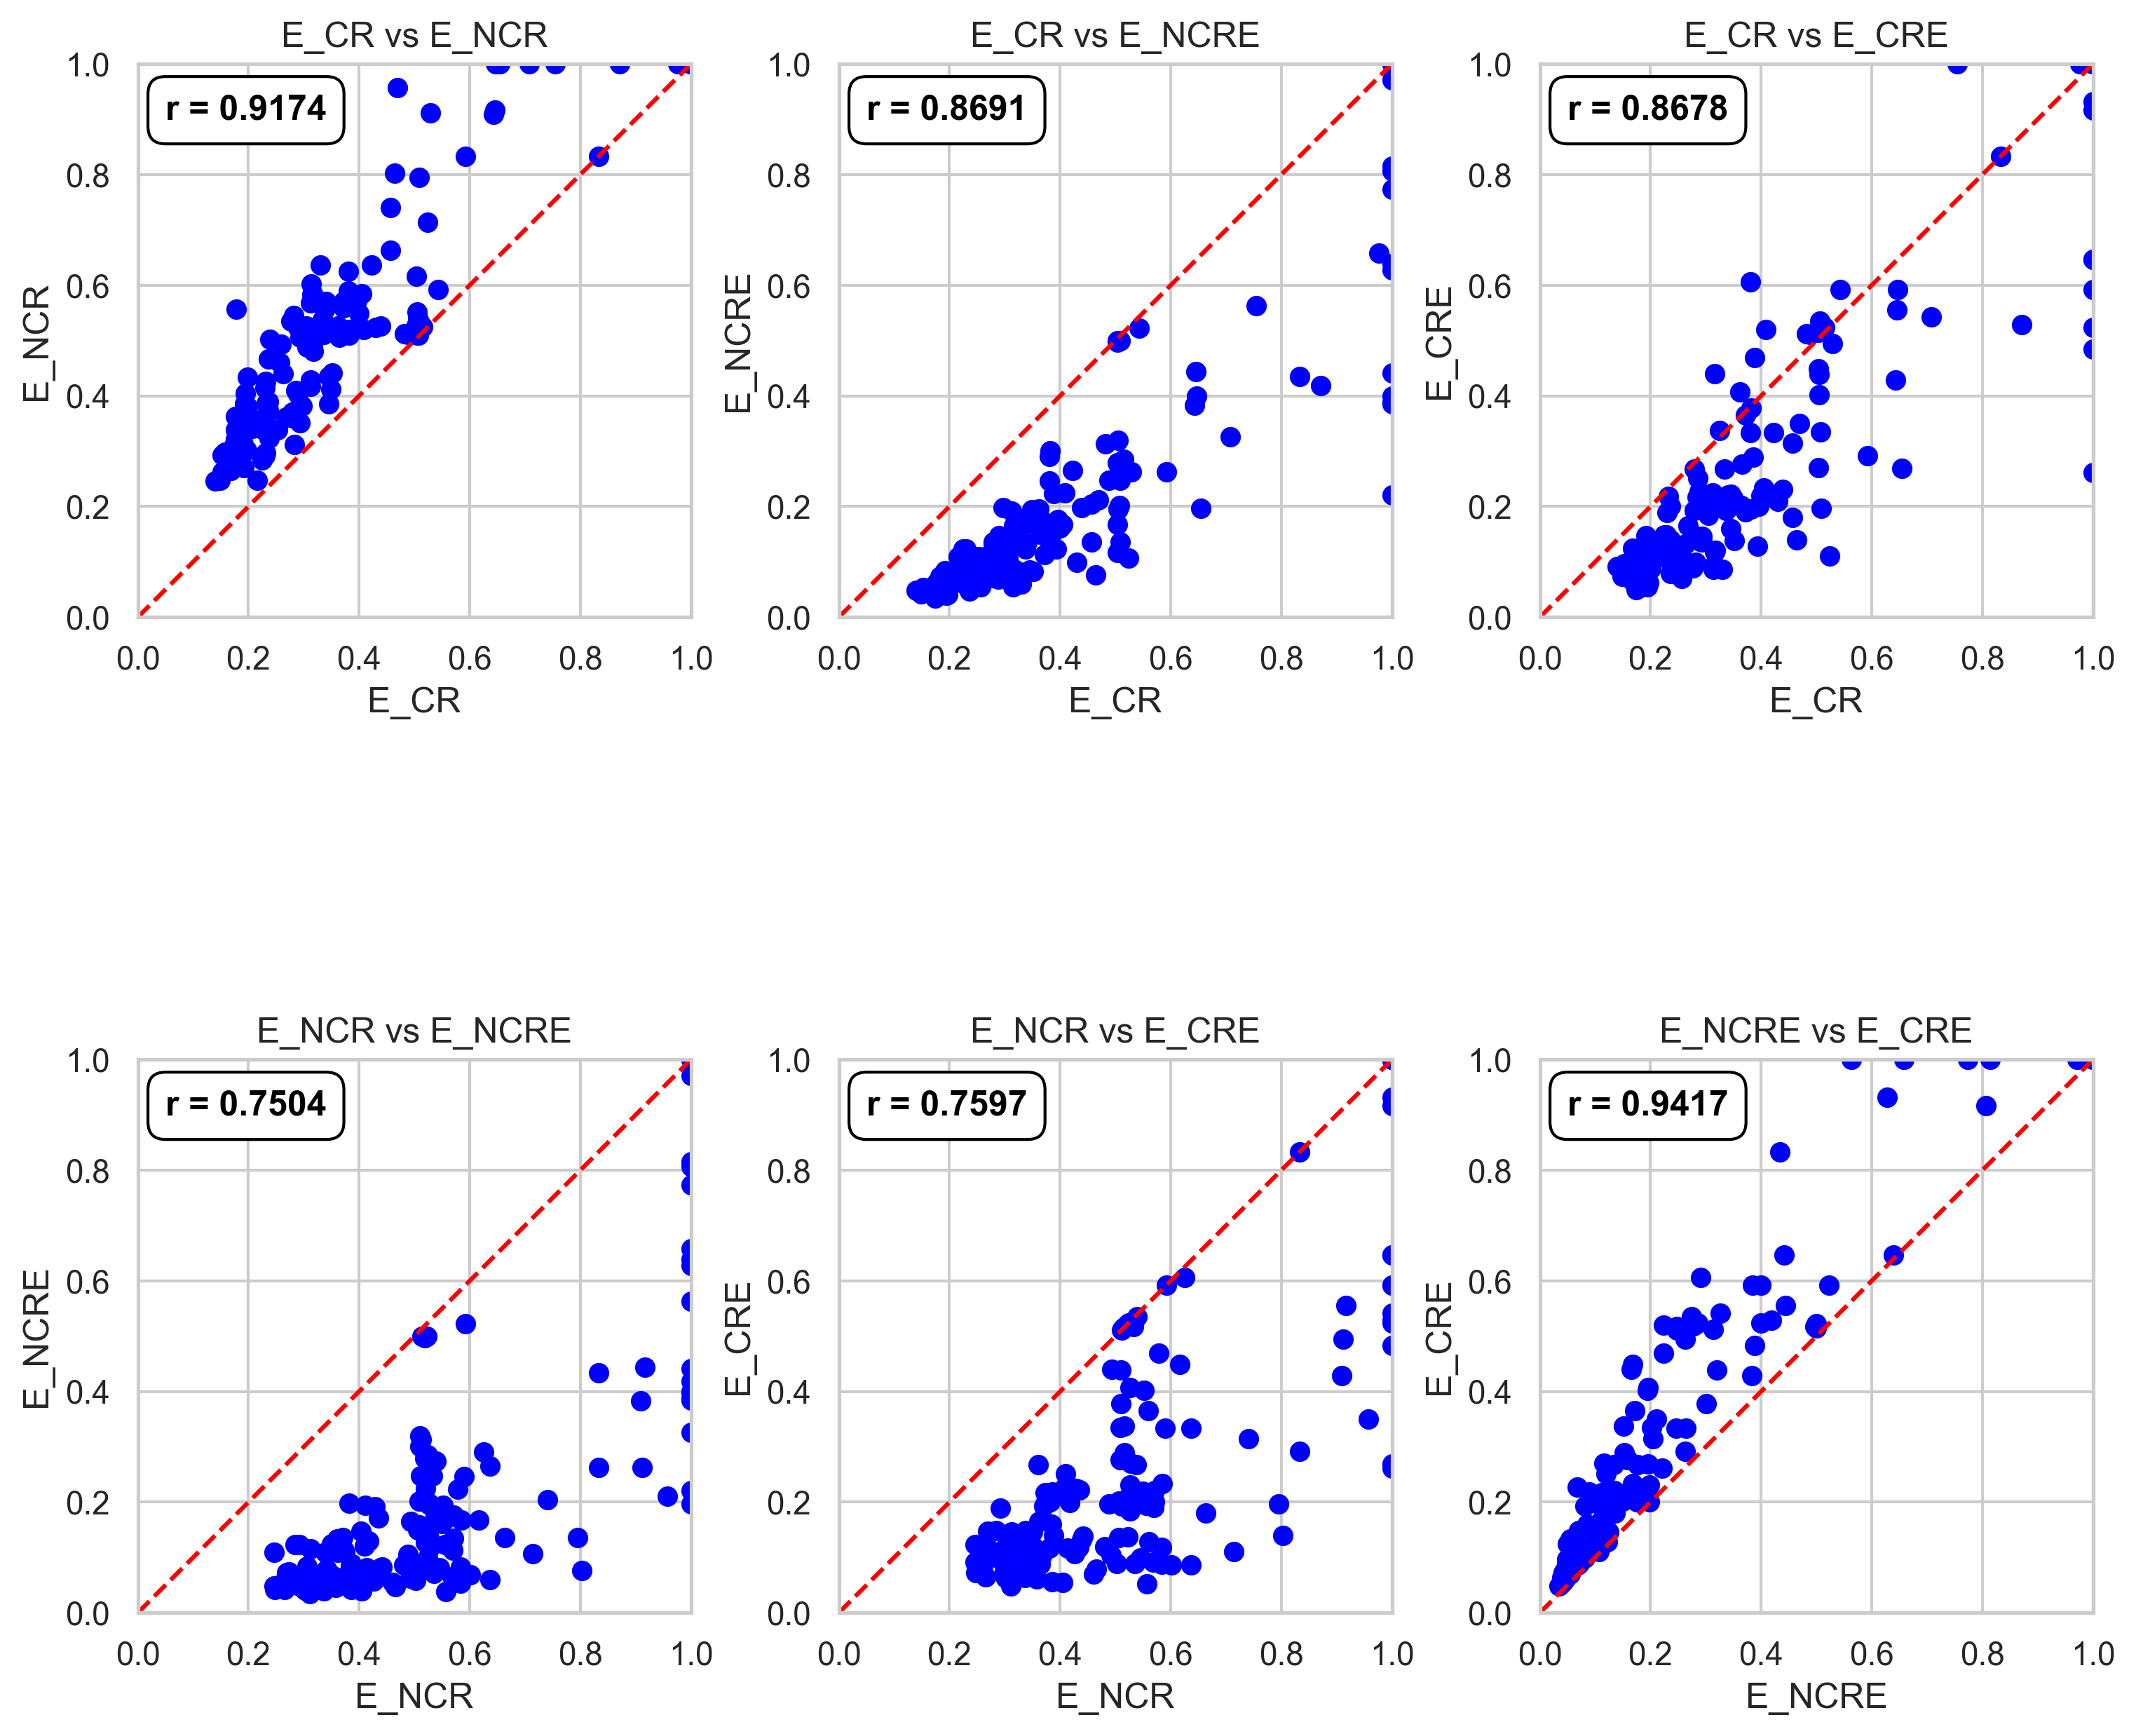 E_CR vs E_NCR
E_CR vs E_NCRE
E_CR vs E_CRE
r = 0.9174
r = 0.8691
r = 0.8678
1.0
0.8
0.6
0.4
0.2
0.0
E_NCR
0.0 0.2 0.4 0.6 0.8 1.0
E_CR
1.0
0.8
0.6
0.4
0.2
0.0
E_NCRE
0.0 0.2 0.4 0.6 0.8 1.0
E_CR
1.0
0.8
0.6
0.4
0.2
0.0
E_CRE
0.0 0.2 0.4 0.6 0.8 1.0
E_CR
E_NCR vs E_NCRE
E_NCR vs E_CRE
E_NCRE vs E_CRE
r = 0.7504
r = 0.7597
r = 0.9417
1.0
0.8
0.6
0.4
0.2
0.0
E_NCRE
0.0 0.2 0.4 0.6 0.8 1.0
E_NCR
1.0
0.8
0.6
0.4
0.2
0.0
E_CRE
0.0 0.2 0.4 0.6 0.8 1.0
E_NCR
1.0
0.8
0.6
0.4
0.2
0.0
E_CRE
0.0 0.2 0.4 0.6 0.8 1.0
E_NCRE